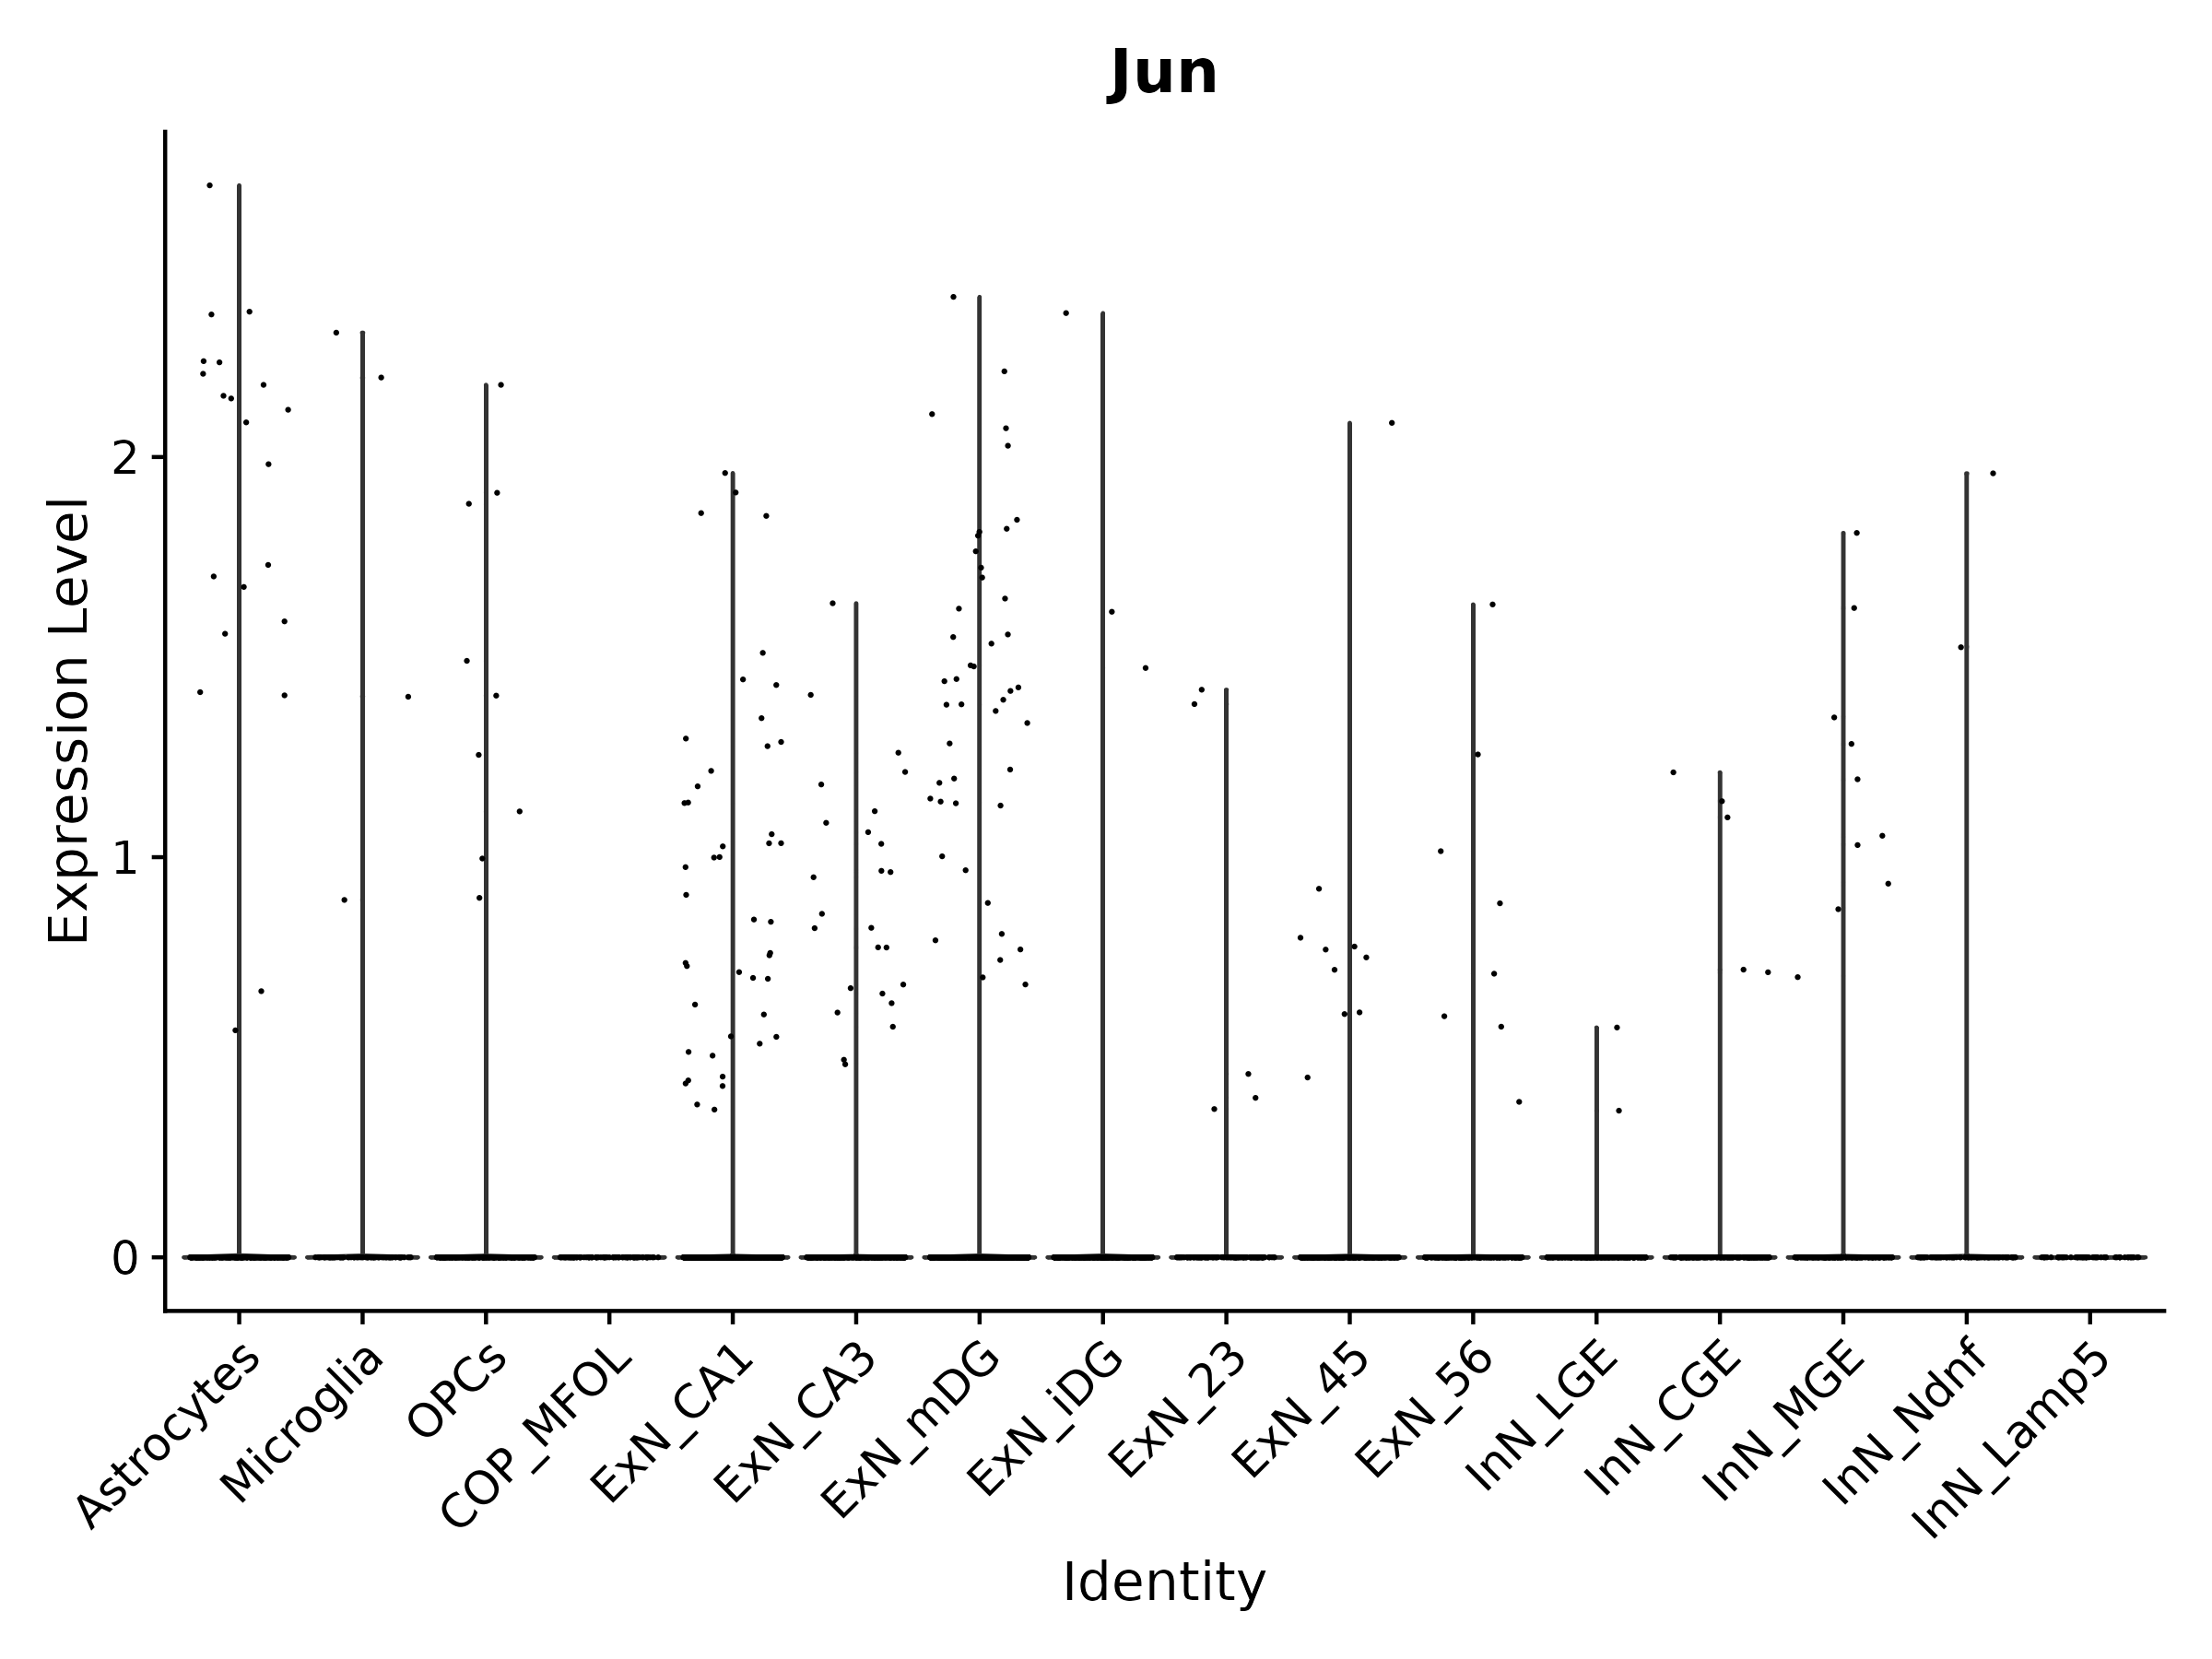 Jun
Expression Level
2
1
0
Astrocytes
Microglia
OPCs
COP_MFOL
ExN_CA1
ExN_CA3
ExN_mDG
ExN_iDG
ExN_23
ExN_45
ExN_56
InN_LGE
InN_CGE
InN_MGE
InN_Ndnf
InN_Lamp5
Identity